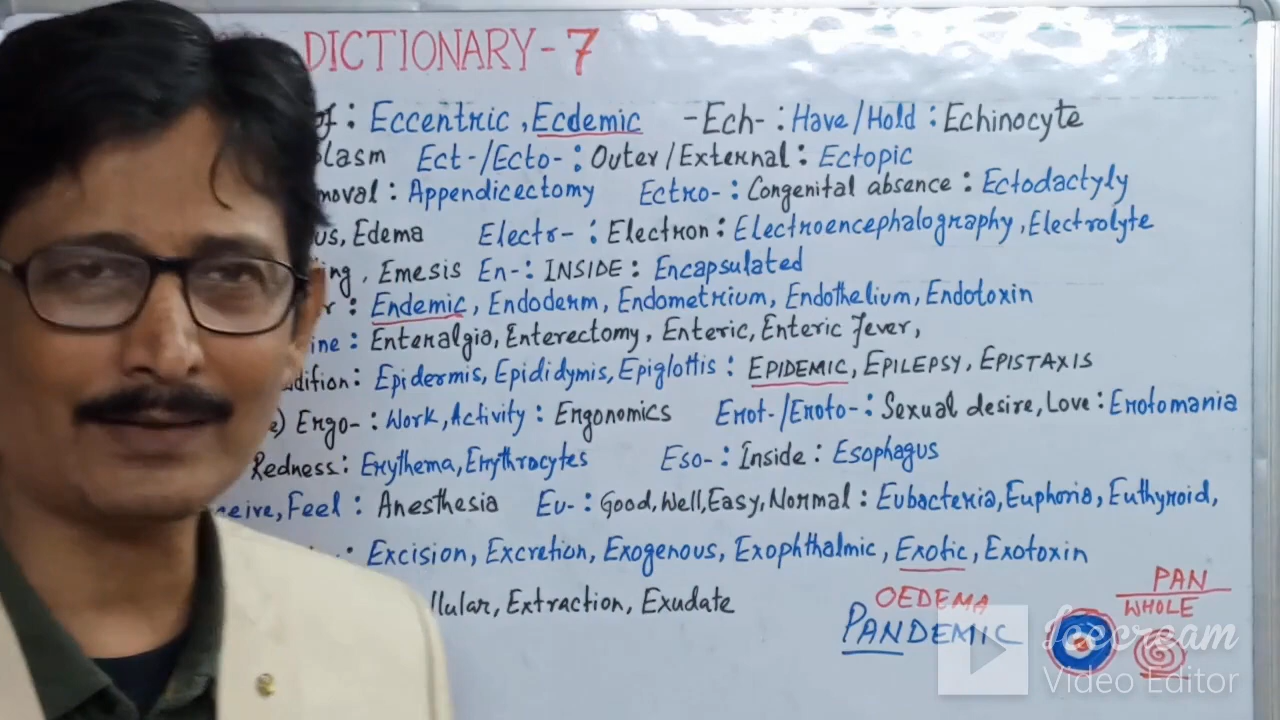 DICTIONARY-7
of : Eccentric, Ecdemic -Ech- : Have/Hold : Echinocyte
plasm Ect-/Ecto- : Outer/External : Ectopic
moval : Appendicectomy Ectro- : Congenital absence : Ectodactyly
us, Edema Electr- : Electron : Electroencephalography, Electrolyte
ing, Emesis En- : INSIDE : Encapsulated
r : Endemic, Endoderm, Endometrium, Endothelium, Endotoxin
ine : Enteralgia, Enterectomy, Enteric, Enteric Fever,
dition : Epidermis, Epididymis, Epiglottis : EPIDEMIC, EPILEPSY, EPISTAXIS
e) Ergo- : Work, Activity : Ergonomics Erot-/Eroto- : Sexual desire, Love : Erotomania
Redness : Erythema, Erythrocytes Eso- : Inside : Esophagus
ceive, Feel : Anesthesia Eu- : Good, Well, Easy, Normal : Eubacteria, Euphoria, Euthyroid,
: Excision, Excretion, Exogenous, Exophthalmic, Exotic, Exotoxin
llular, Extraction, Exudate
OEDEMA
PANDEMIC
PAN
WHOLE
Icecream
Video Editor